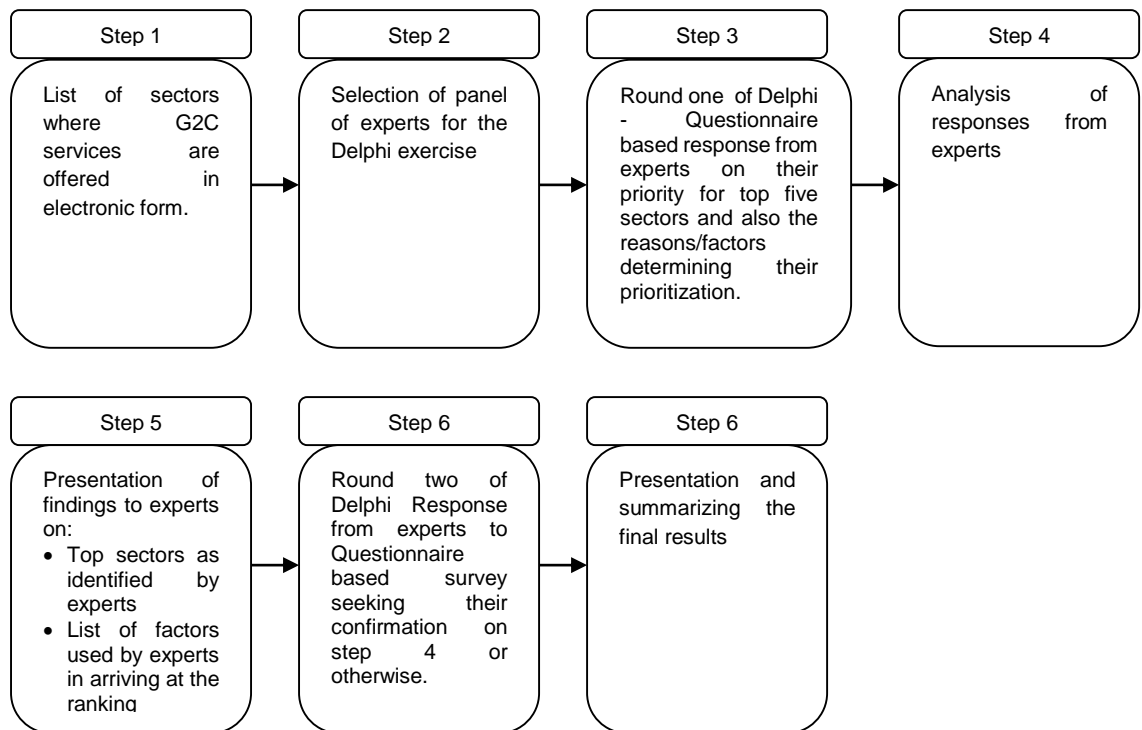 Step 1
List of sectors
where G2C
services are
offered in
electronic form.
Step 2
Selection of panel
of experts for the
Delphi exercise
Step 3
Round one of Delphi
- Questionnaire
based response from
experts on their
priority for top five
sectors and also the
reasons/factors
determining their
prioritization.
Step 4
Analysis of
responses from
experts
Step 5
Presentation of
findings to experts
on:
• Top sectors as
identified by
experts
• List of factors
used by experts
in arriving at the
ranking
Step 6
Round two of
Delphi Response
from experts to
Questionnaire
based survey
seeking their
confirmation on
step 4 or
otherwise.
Step 6
Presentation and
summarizing the
final results